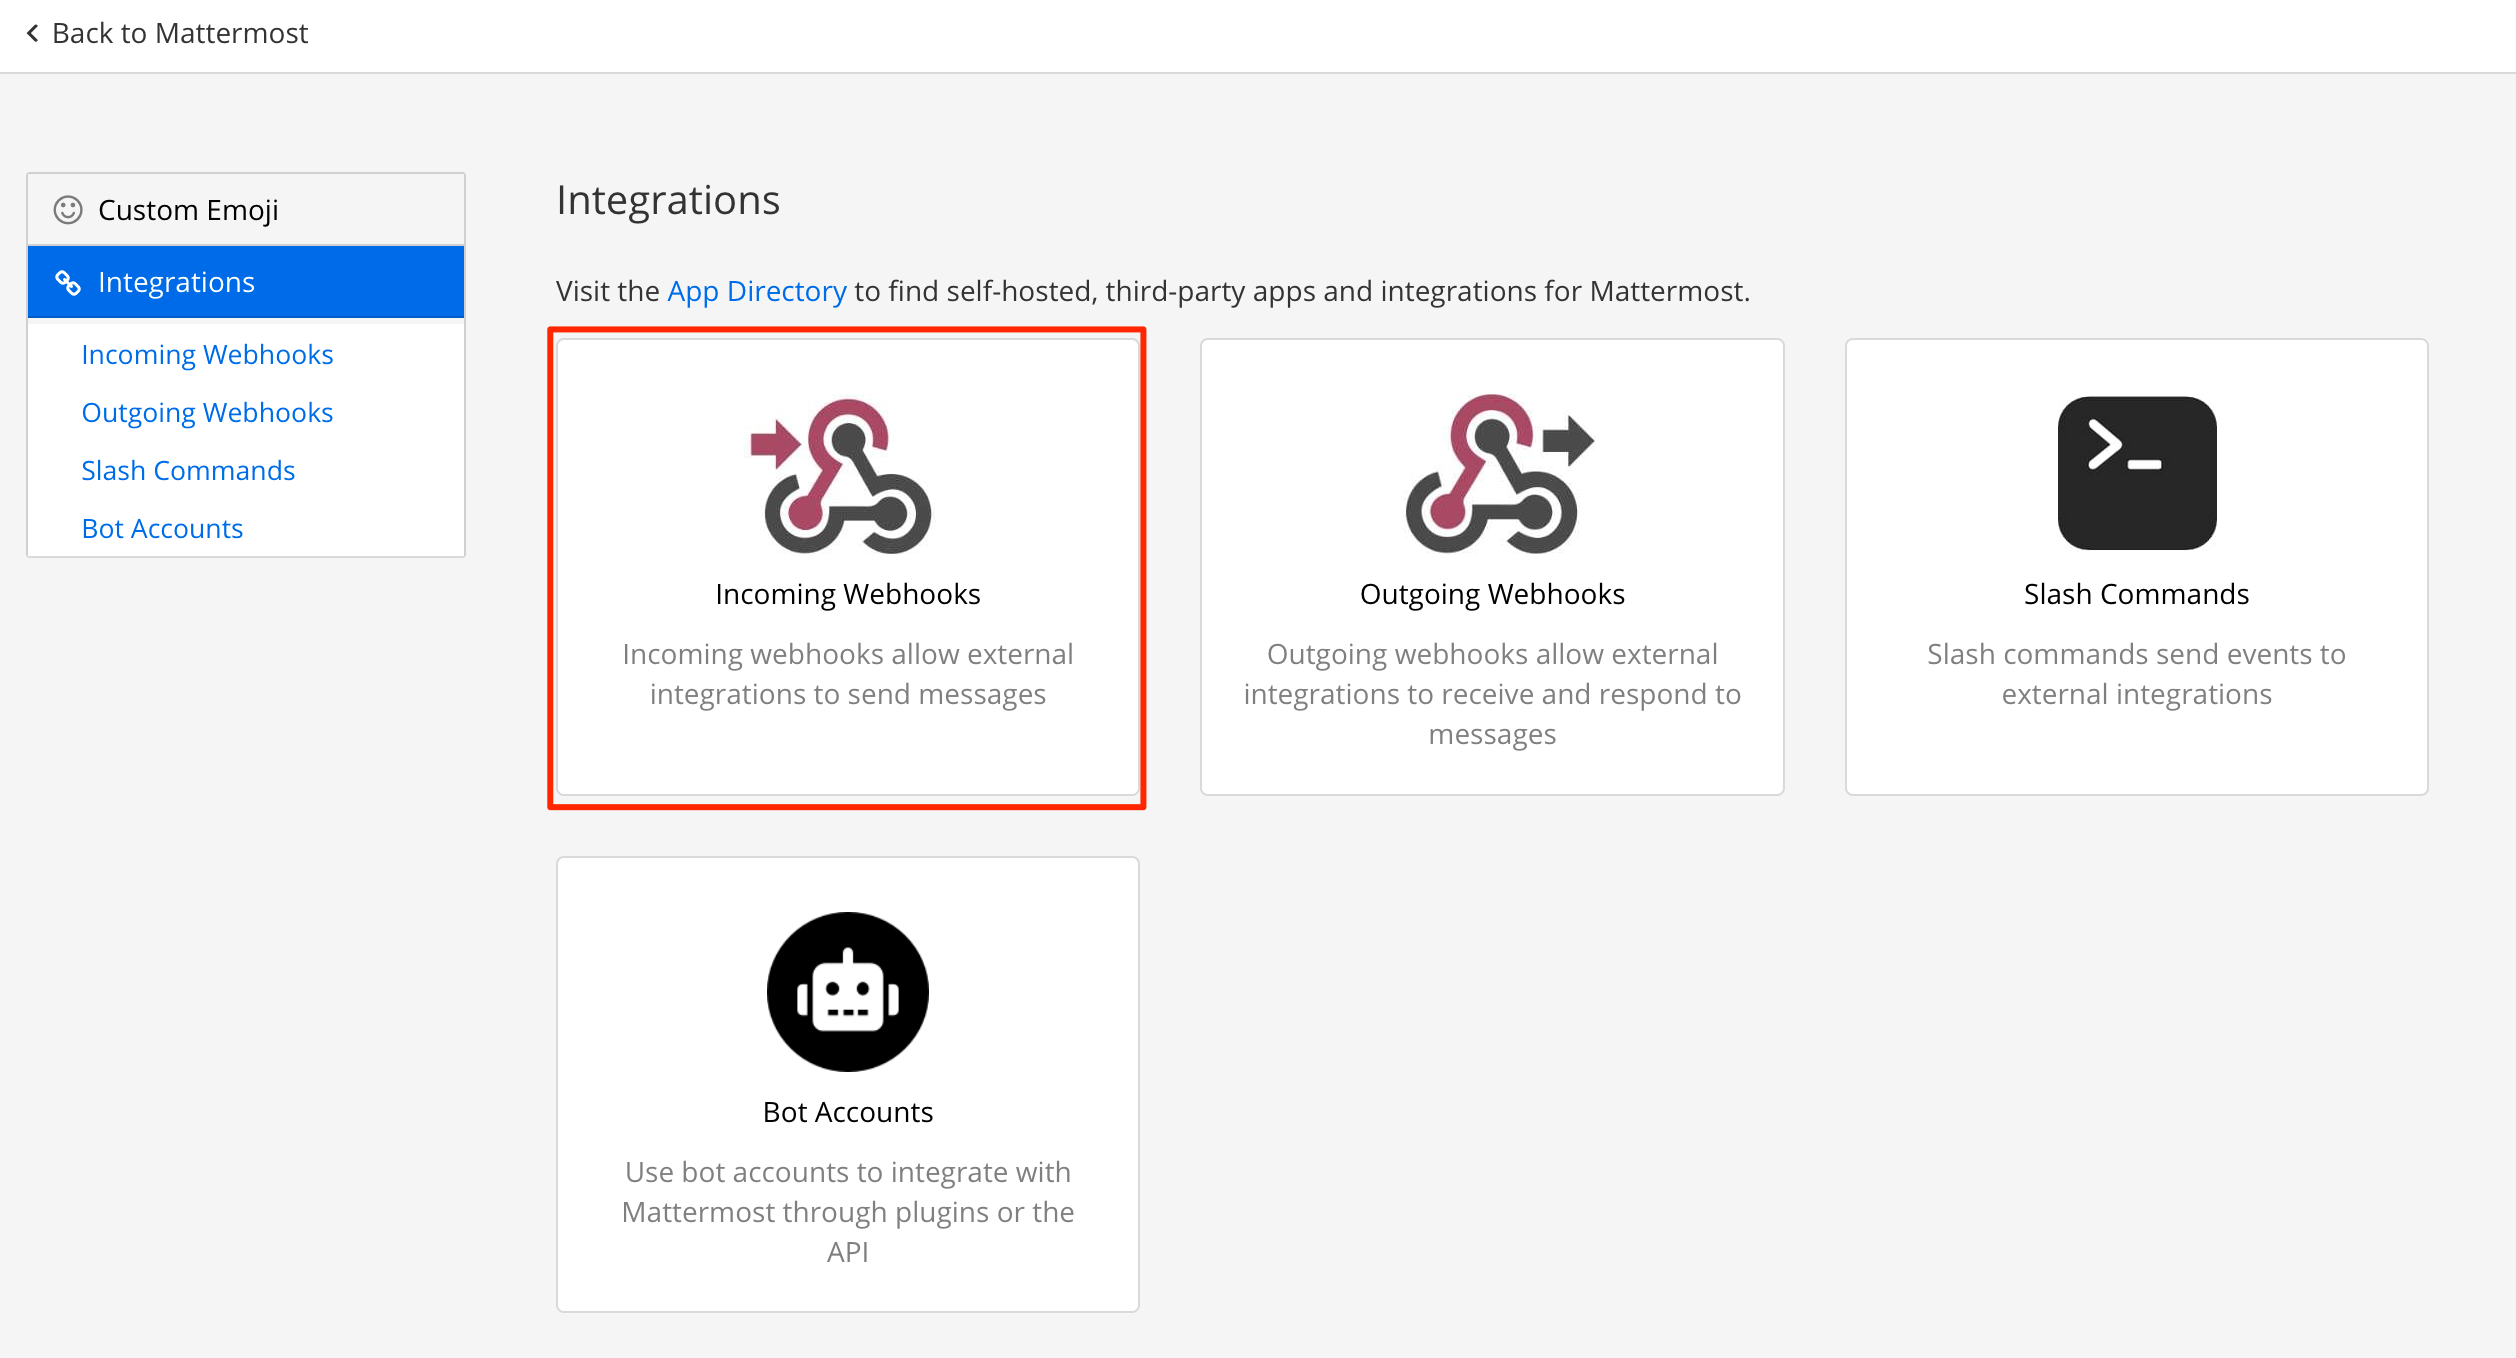 Back to Mattermost
Custom Emoji
Integrations
Incoming Webhooks
Outgoing Webhooks
Slash Commands
Bot Accounts
Integrations
Visit the App Directory to find self-hosted, third-party apps and integrations for Mattermost.
Incoming Webhooks
Incoming webhooks allow external
integrations to send messages
Outgoing Webhooks
Outgoing webhooks allow external
integrations to receive and respond to
messages
Slash Commands
Slash commands send events to
external integrations
Bot Accounts
Use bot accounts to integrate with
Mattermost through plugins or the
API